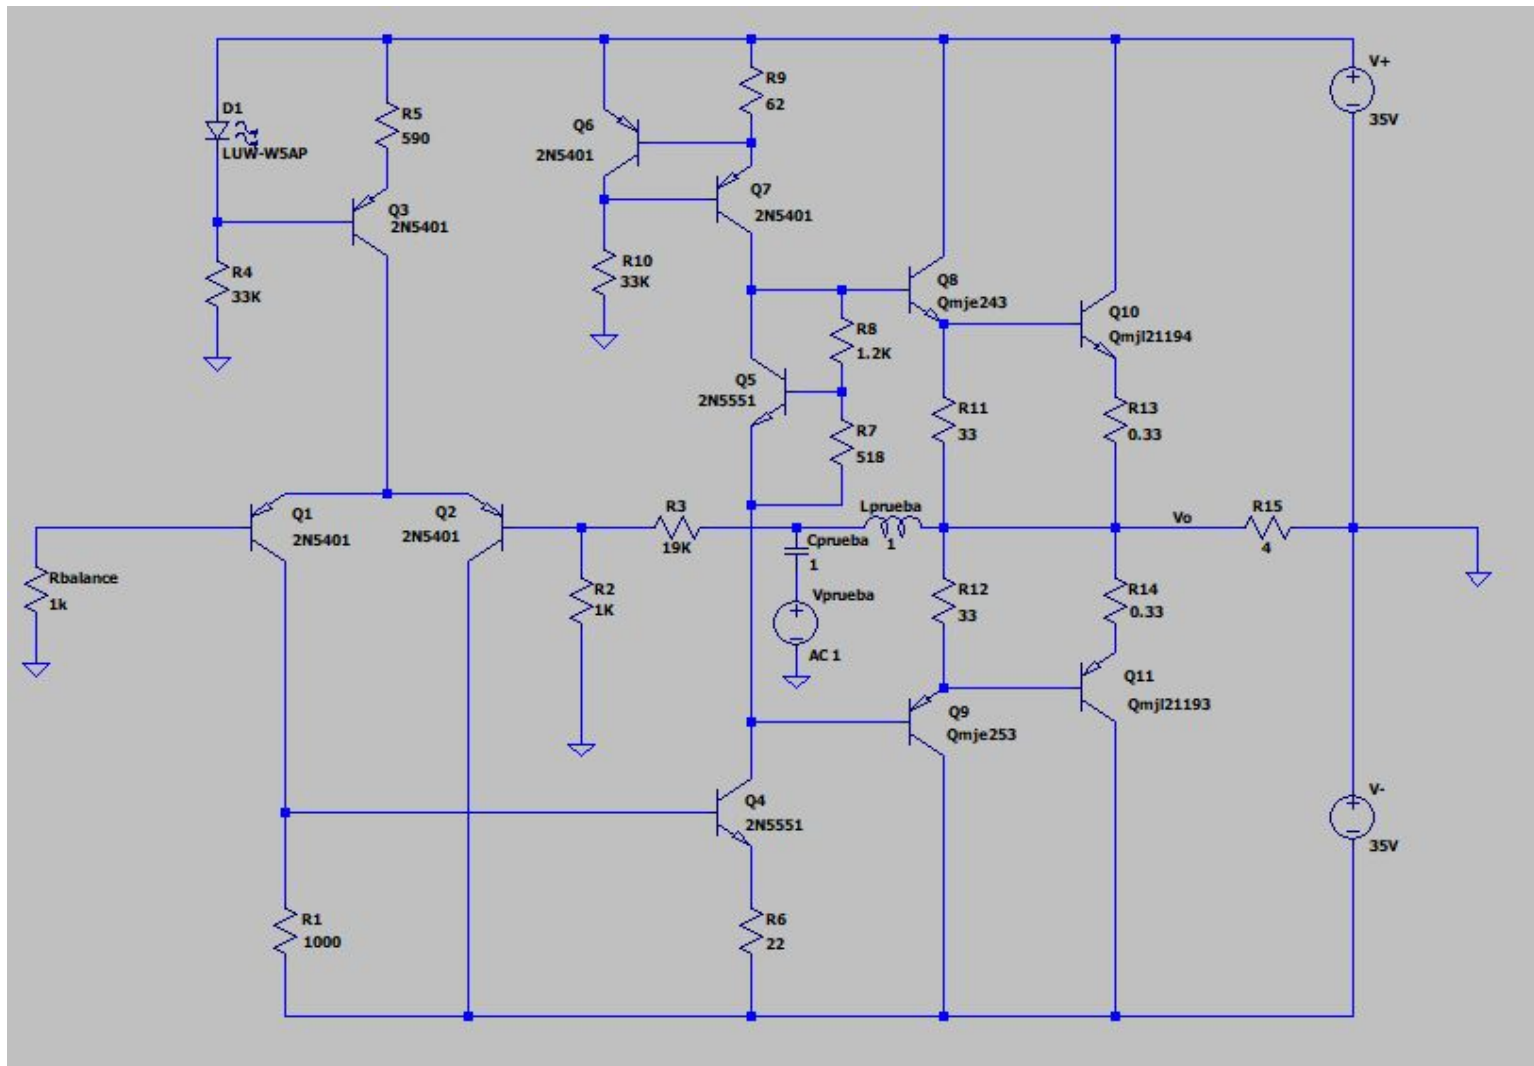 V+
35V
R9
62
D1
LUW-W5AP
R5
590
Q6
2N5401
Q7
2N5401
Q3
2N5401
R4
33K
R10
33K
Q8
Qmje243
Q10
Qmjl21194
R8
1.2K
Q5
2N5551
R7
518
R11
33
R13
0.33
Q1
2N5401
Q2
2N5401
R3
19K
Lprueba
1
Cprueba
1
Vo
R15
4
Rbalance
1k
R2
1K
Vprueba
AC 1
R12
33
R14
0.33
Q11
Qmjl21193
Q9
Qmje253
Q4
2N5551
V-
35V
R1
1000
R6
22